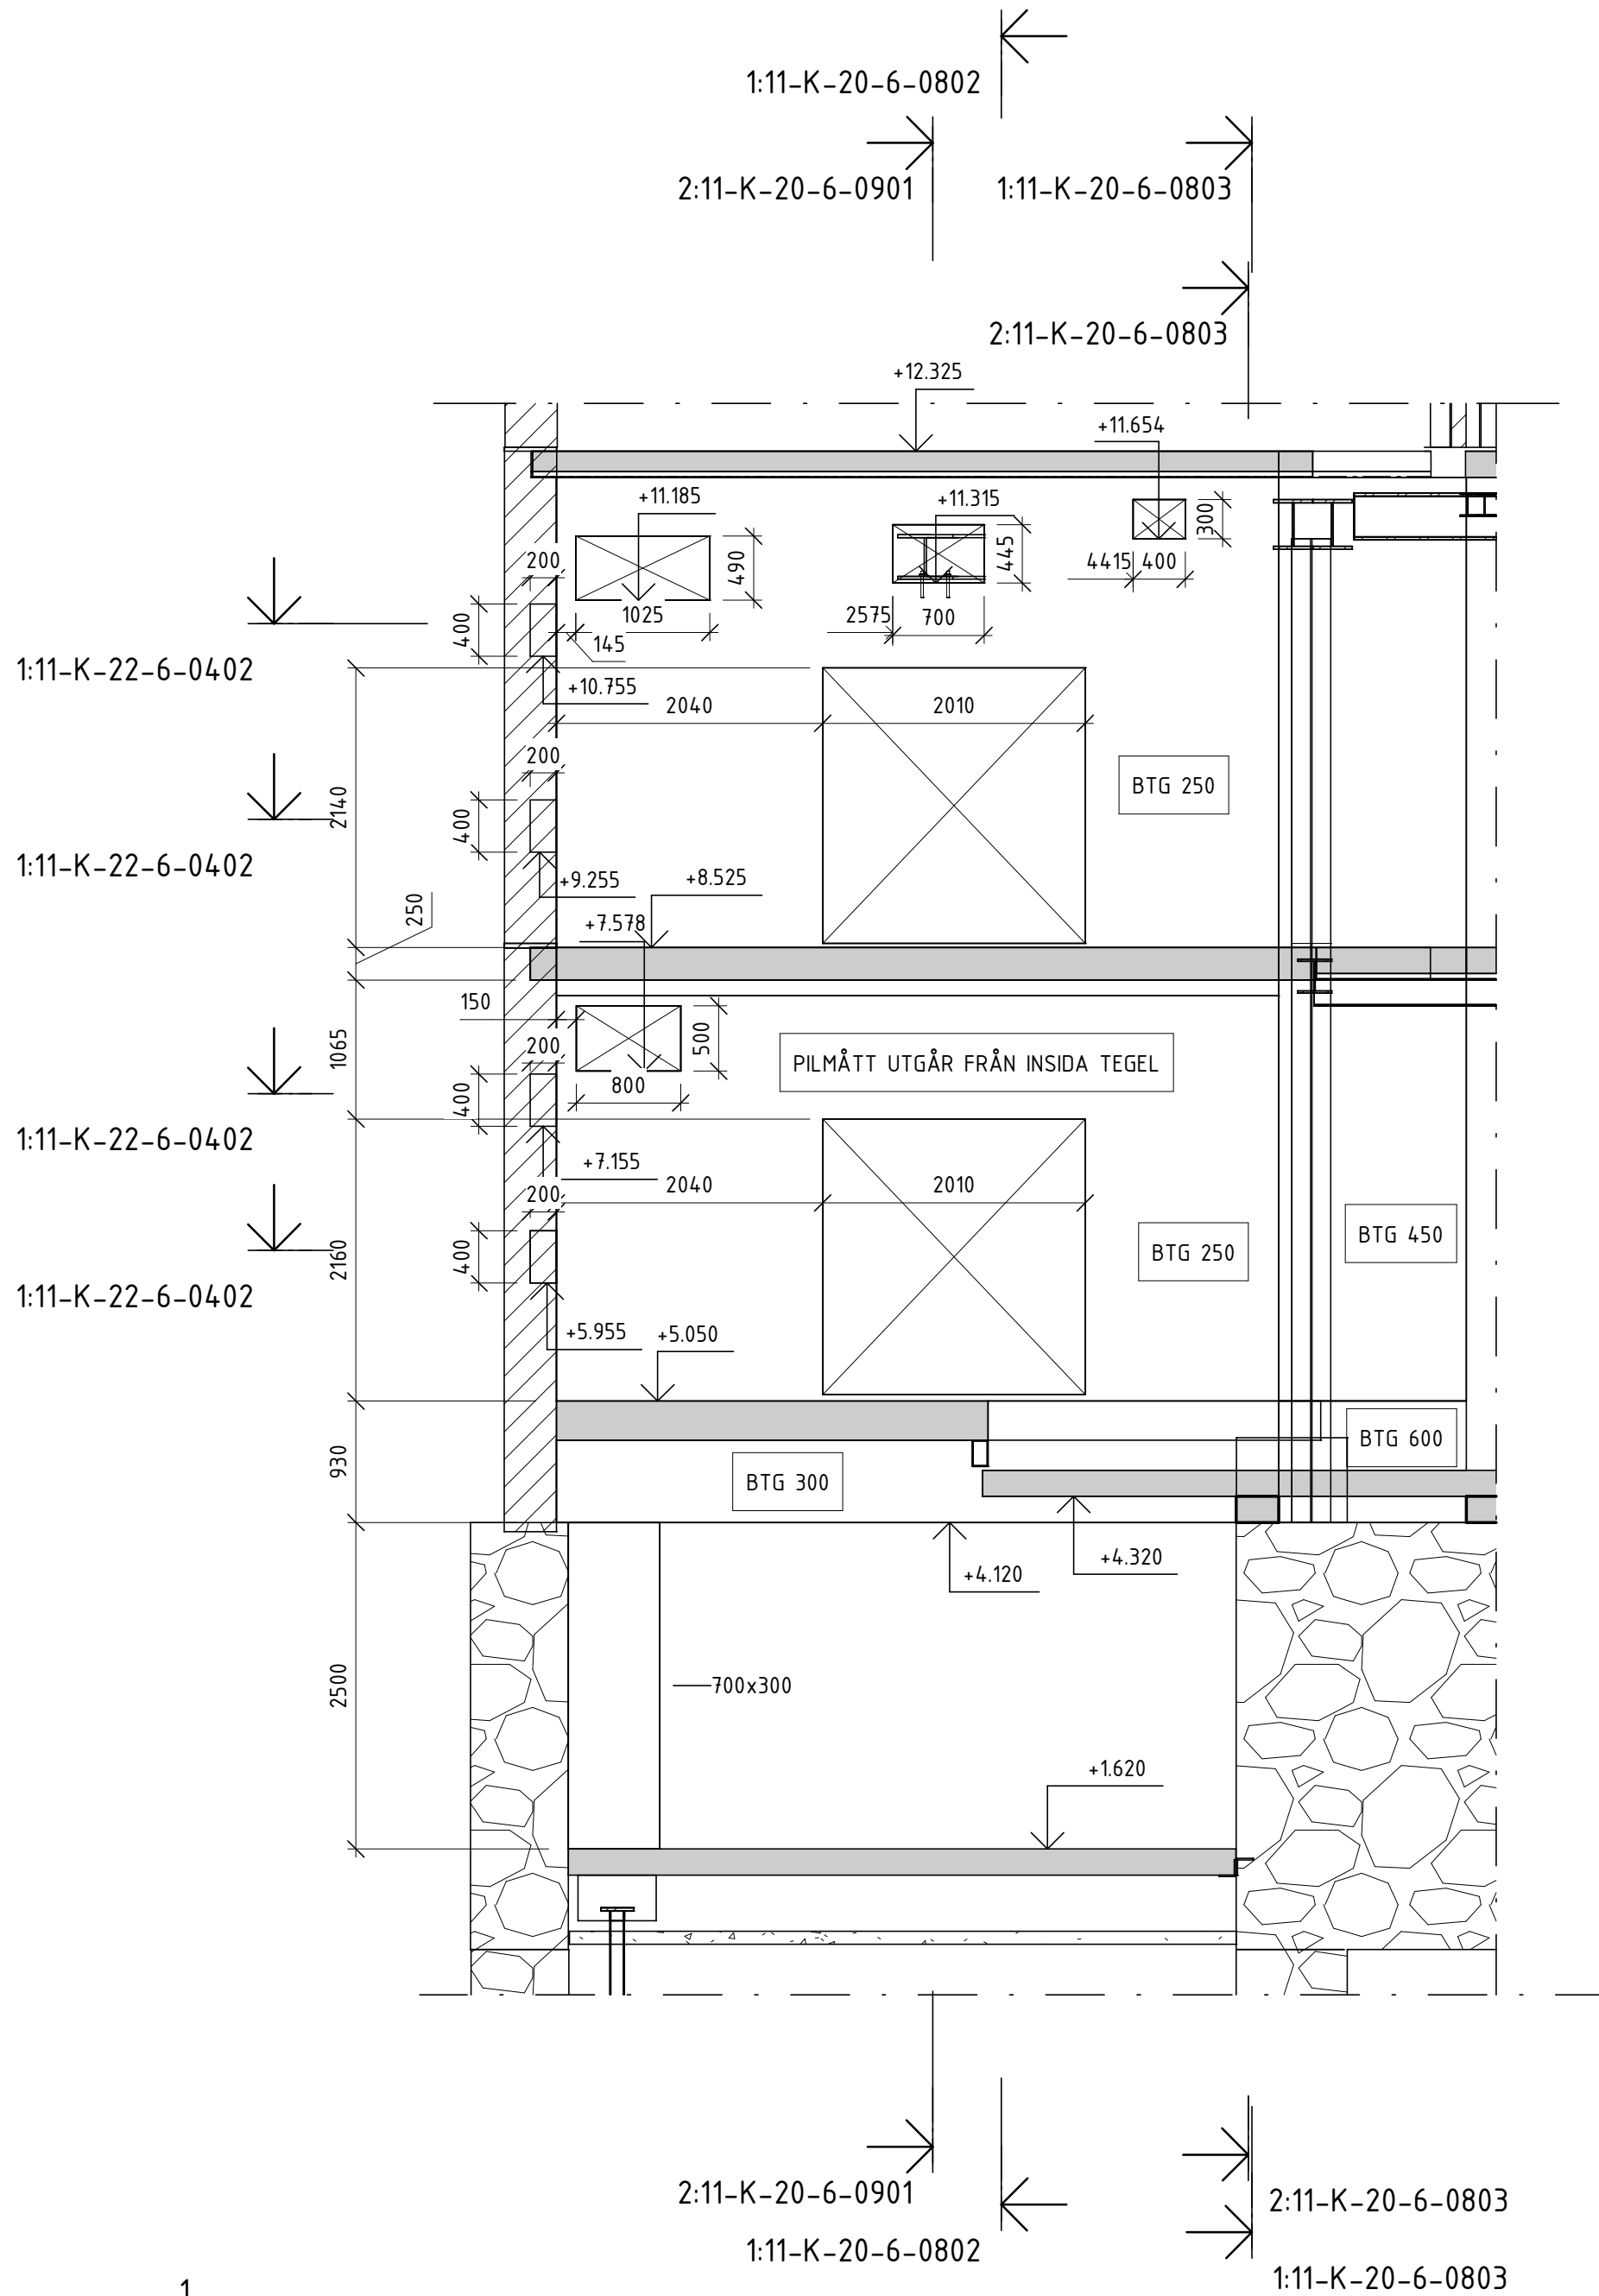 1:11-K-20-6-0802
2:11-K-20-6-0901
1:11-K-20-6-0803
2:11-K-20-6-0803
+12.325
+11.654
+11.185
+11.315
300
200
490
445
4415
400
1025
2575
700
400
145
1:11-K-22-6-0402
+10.755
2040
2010
200
BTG 250
2140
400
1:11-K-22-6-0402
+9.255
+8.525
250
+7.578
150
500
1065
200
PILMÅTT UTGÅR FRÅN INSIDA TEGEL
800
400
1:11-K-22-6-0402
+7.155
2040
2010
200
BTG 450
2160
400
BTG 250
1:11-K-22-6-0402
+5.955
+5.050
930
BTG 600
BTG 300
+4.320
+4.120
2500
700x300
+1.620
2:11-K-20-6-0901
2:11-K-20-6-0803
1:11-K-20-6-0802
1:11-K-20-6-0803
1